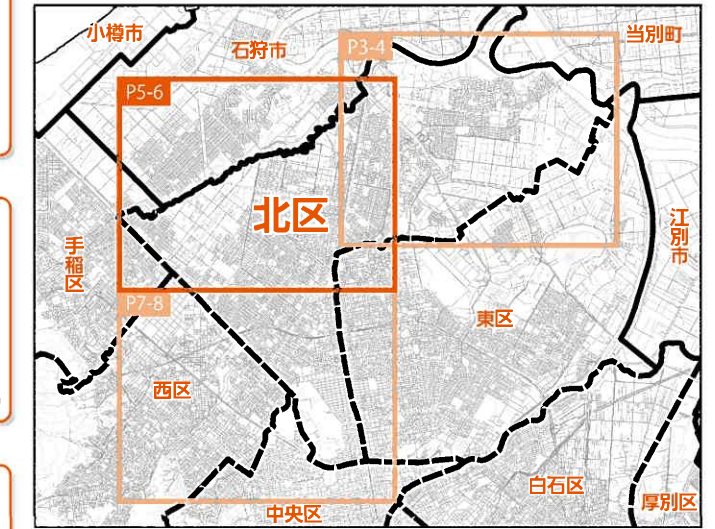 小樽市
石狩市
当別町
P3-4
P5-6
北区
手稲区
江別市
P7-8
東区
西区
白石区
厚別区
中央区